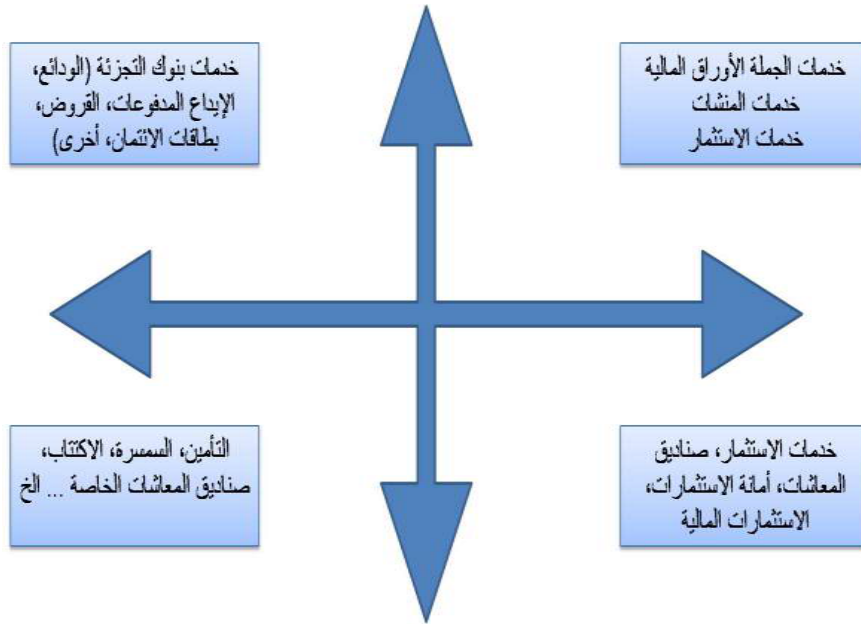 خدمات الجملة الأوراق المالية
خدمات المنشات
خدمات الاستثمار
خدمات بنوك التجزئة (الودائع،
الإيداع المدفوعات، القروض،
بطاقات الائتمان، أخرى)
خدمات الاستثمار، صناديق
المعاشات، أمانة الاستثمارات،
الاستثمارات المالية
التأمين، السمسرة، الاكتتاب،
صناديق المعاشات الخاصة ... الخ